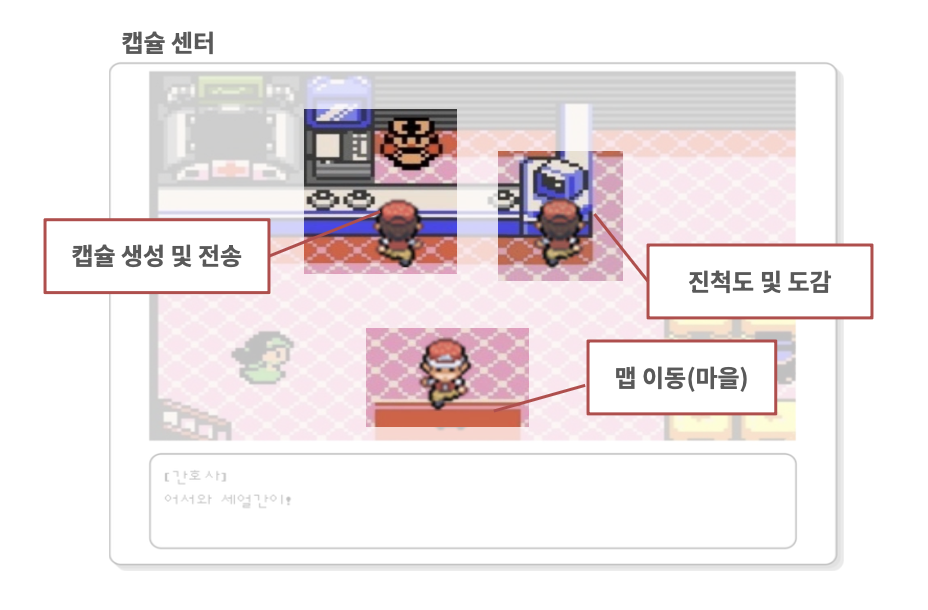 캡슐 센터
캡슐 생성 및 전송
진척도 및 도감
맵 이동(마을)
[간호사]
어서와 세얼간이!